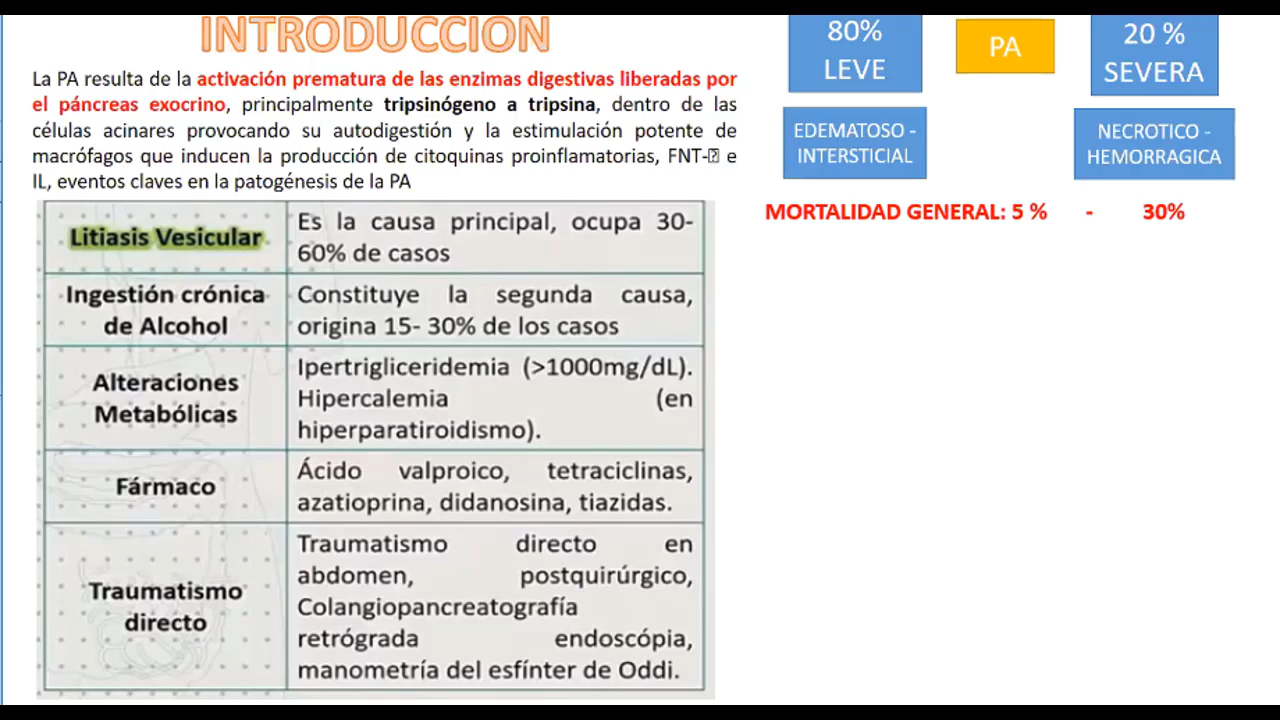 INTRODUCCION
La PA resulta de la activación prematura de las enzimas digestivas liberadas por
el páncreas exocrino, principalmente tripsinógeno a tripsina, dentro de las
células acinares provocando su autodigestión y la estimulación potente de
macrófagos que inducen la producción de citoquinas proinflamatorias, FNT-⍰ e
IL, eventos claves en la patogénesis de la PA
Litiasis Vesicular
Es la causa principal, ocupa 30-
60% de casos
Ingestión crónica
de Alcohol
Constituye la segunda causa,
origina 15- 30% de los casos
Alteraciones
Metabólicas
Ipertrigliceridemia (>1000mg/dL).
Hipercalemia (en
hiperparatiroidismo).
Fármaco
Ácido valproico, tetraciclinas,
azatioprina, didanosina, tiazidas.
Traumatismo
directo
Traumatismo directo en
abdomen, postquirúrgico,
Colangiopancreatografía
retrógrada endoscópia,
manometría del esfínter de Oddi.
80%
LEVE
PA
20 %
SEVERA
EDEMATOSO -
INTERSTICIAL
NECROTICO -
HEMORRAGICA
MORTALIDAD GENERAL: 5 % - 30%